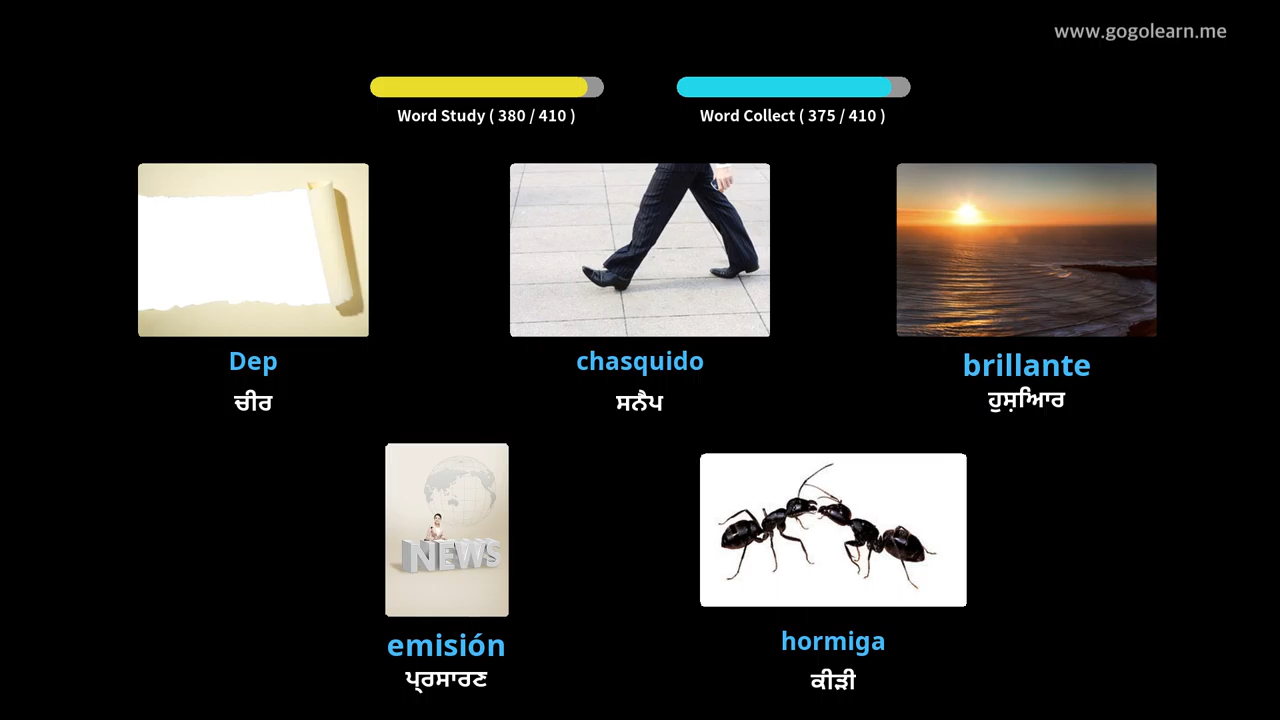 www.gogolearn.me
Word Study ( 380 / 410 )
Word Collect ( 375 / 410 )
Dep
chasquido
brillante
ਚੀਰ
ਸਨੈਪ
ਹੁਸ਼ਿਆਰ
NEWS
emisión
hormiga
ਪ੍ਰਸਾਰਣ
ਕੀੜੀ